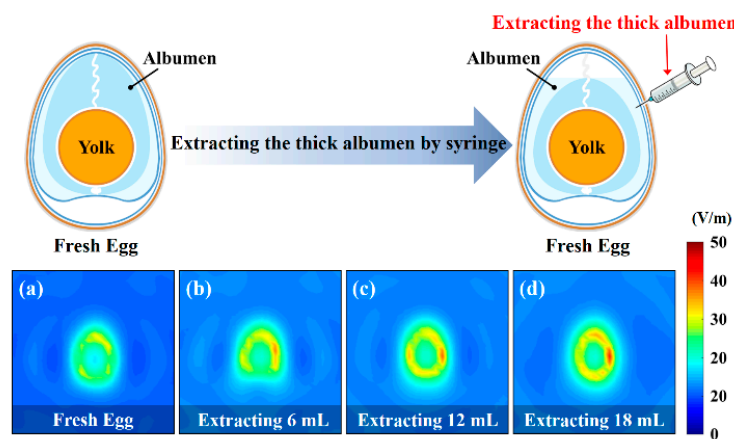 Extracting the thick albumen
Albumen
Albumen
Yolk
Extracting the thick albumen by syringe
Yolk
Fresh Egg
Fresh Egg
(V/m)
50
40
30
20
20
0
(a)
(b)
(c)
(d)
Fresh Egg
Extracting 6 mL
Extracting 12 mL
Extracting 18 mL